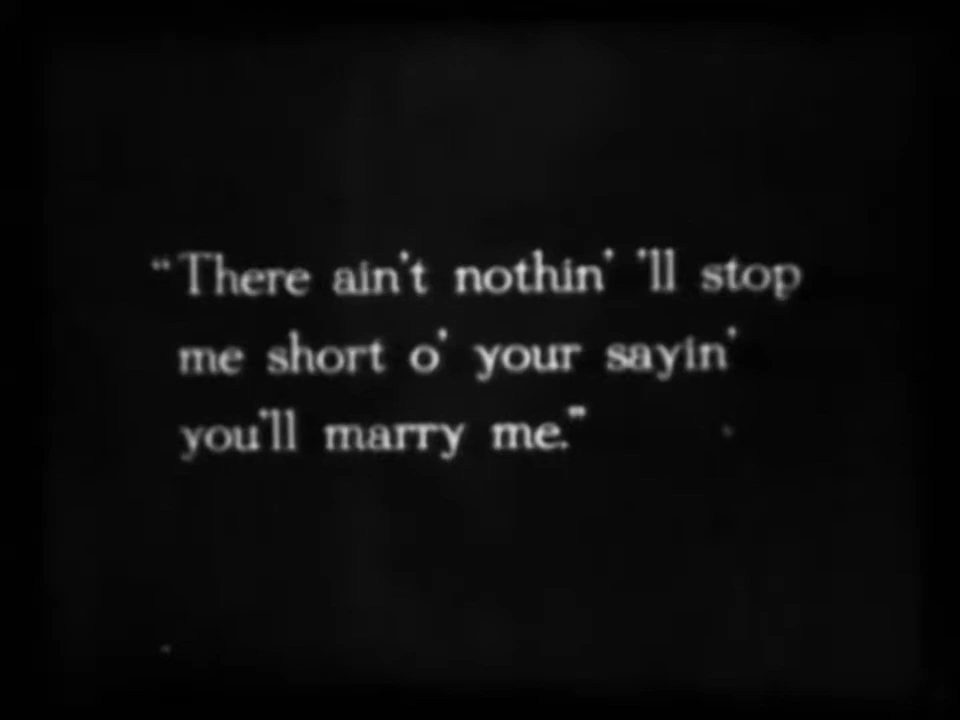 “There ain't nothin' 'll stop
me short o' your sayin'
you'll marry me.”